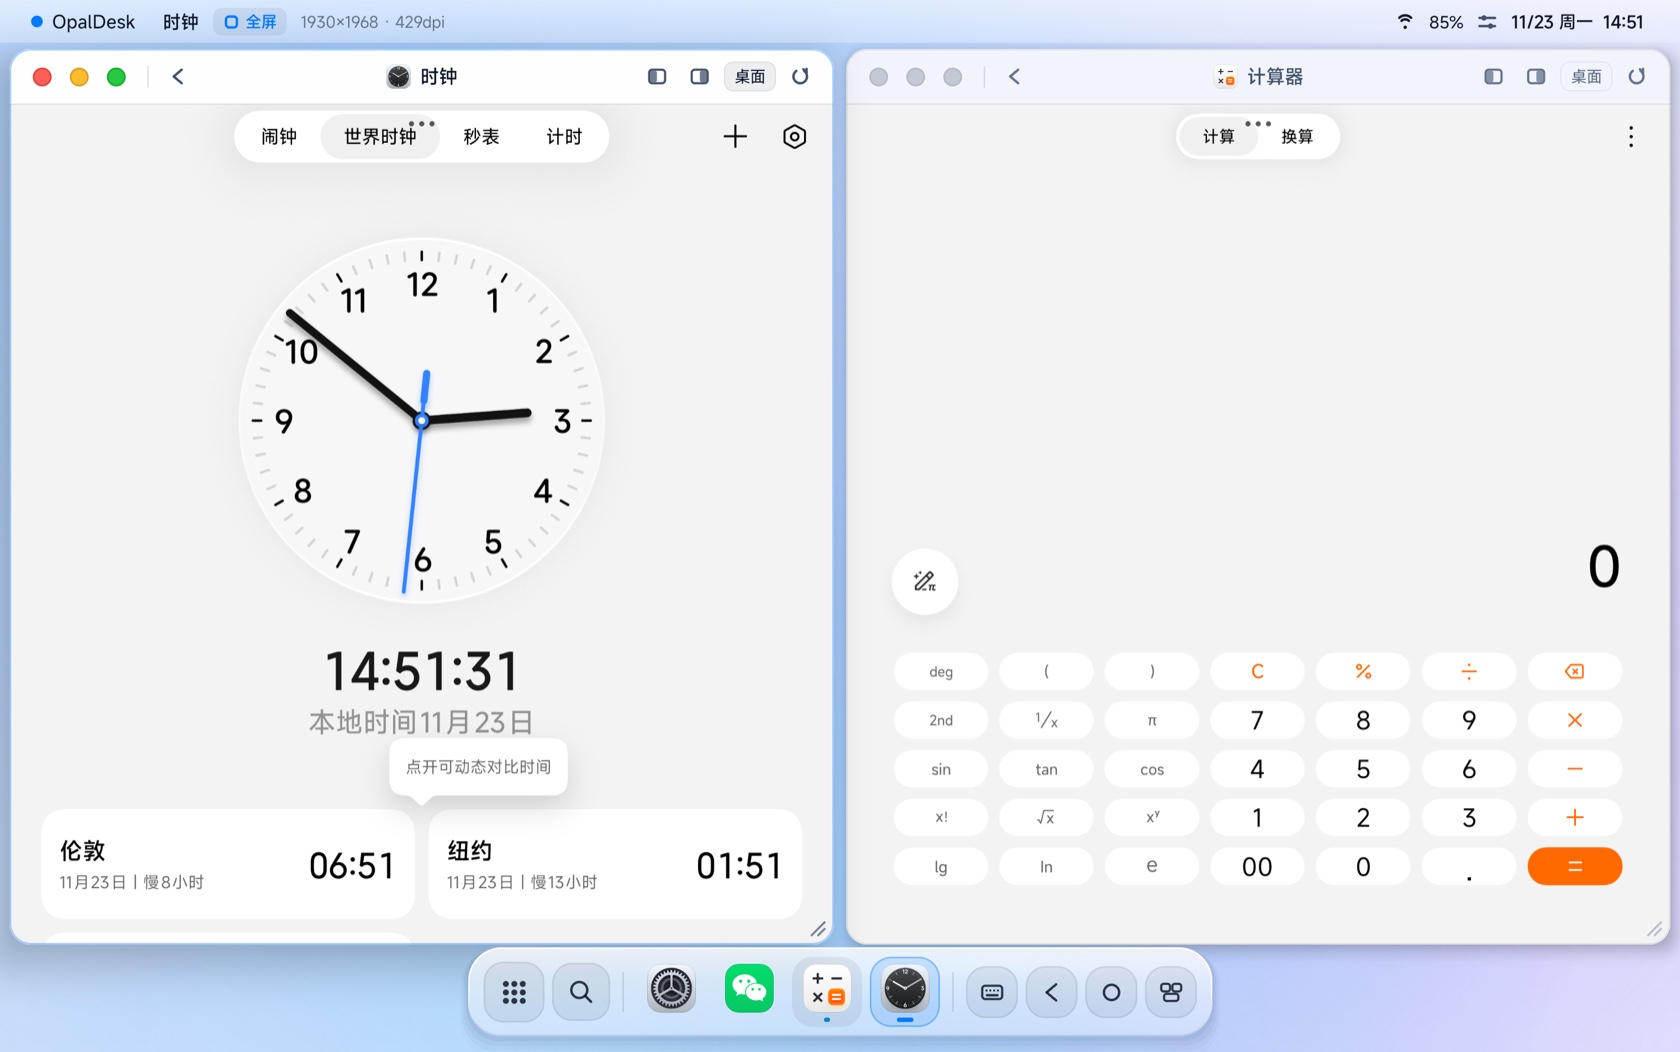 OpalDesk 时钟 全屏 1930×1968 · 429dpi 85% 11/23 周一 14:51
时钟 桌面
闹钟 世界时钟 秒表 计时
12
1
2
3
4
5
6
7
8
9
10
11
14:51:31
本地时间11月23日
点开可动态对比时间
伦敦
11月23日 | 慢8小时
06:51
纽约
11月23日 | 慢13小时
01:51
计算器 桌面
计算 换算
0
deg ( ) C % ÷
2nd 1/x π 7 8 9 ×
sin tan cos 4 5 6 −
x! √x xʸ 1 2 3 +
lg ln e 00 0 . =